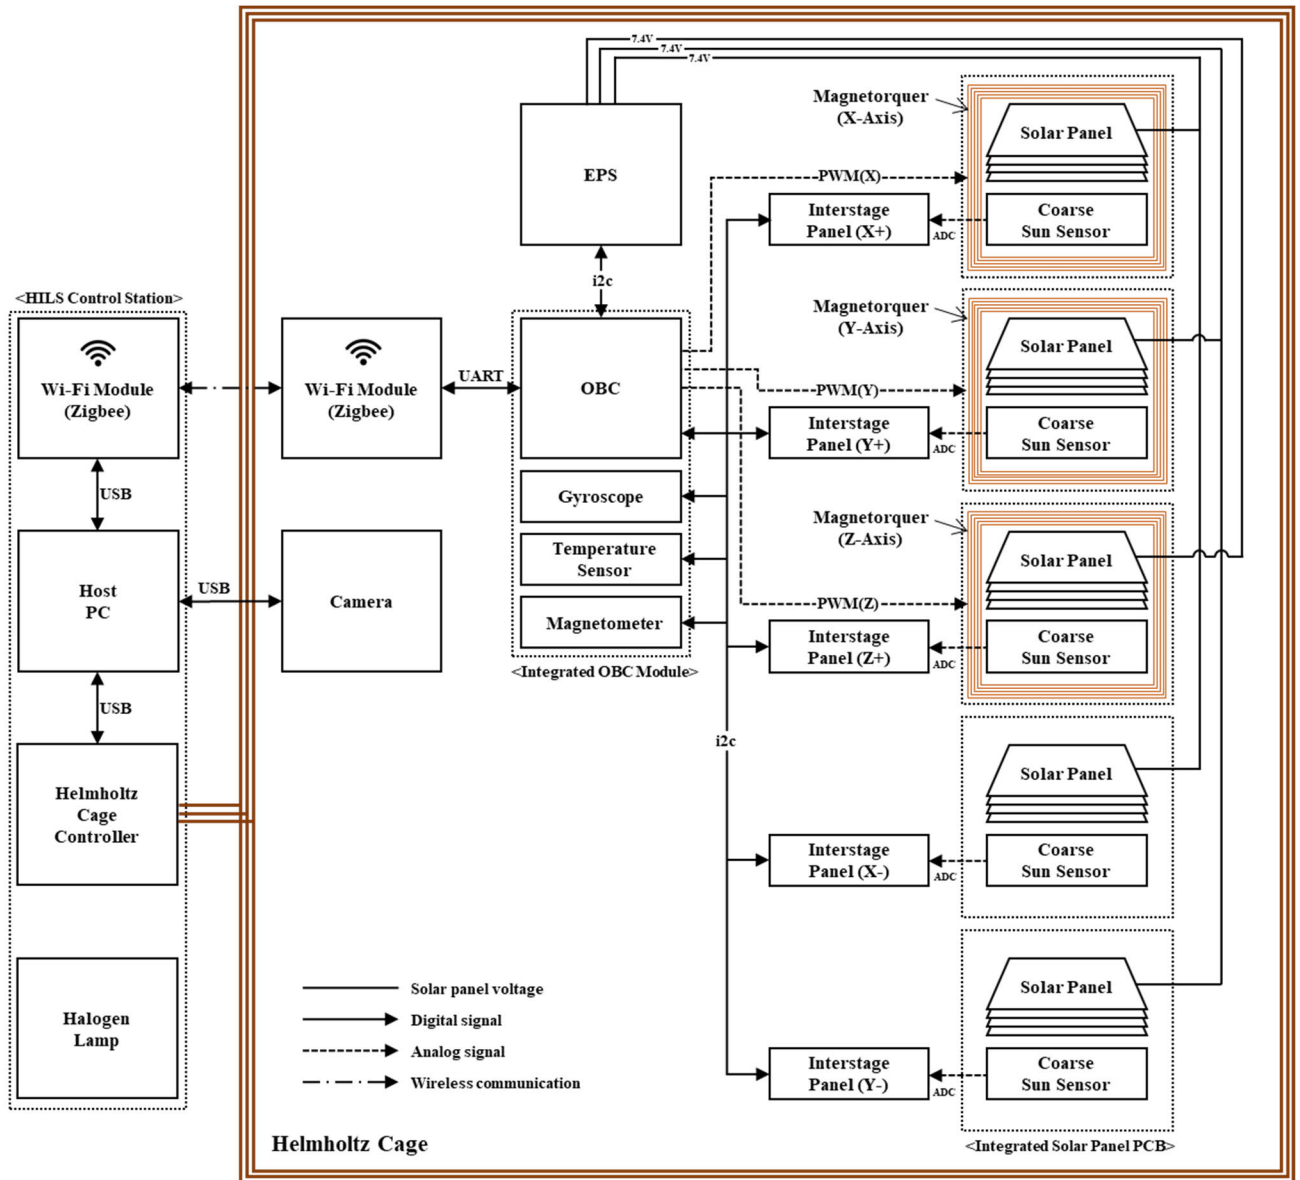 7.4V
7.4V
7.4V
Magnetorquer
(X-Axis)
Solar Panel
EPS
PWM(X)
Interstage
Panel (X+)
ADC
Coarse
Sun Sensor
i2c
<HILS Control Station>
Wi-Fi Module
(Zigbee)
Wi-Fi Module
(Zigbee)
UART
OBC
Magnetorquer
(Y-Axis)
Solar Panel
PWM(Y)
Interstage
Panel (Y+)
ADC
Coarse
Sun Sensor
USB
Gyroscope
Temperature
Sensor
Magnetometer
<Integrated OBC Module>
Host
PC
USB
Camera
Magnetorquer
(Z-Axis)
Solar Panel
PWM(Z)
Interstage
Panel (Z+)
ADC
Coarse
Sun Sensor
USB
i2c
Helmholtz
Cage
Controller
Solar Panel
Interstage
Panel (X-)
ADC
Coarse
Sun Sensor
Halogen
Lamp
Solar panel voltage
Digital signal
Analog signal
Wireless communication
Solar Panel
Interstage
Panel (Y-)
ADC
Coarse
Sun Sensor
Helmholtz Cage
<Integrated Solar Panel PCB>